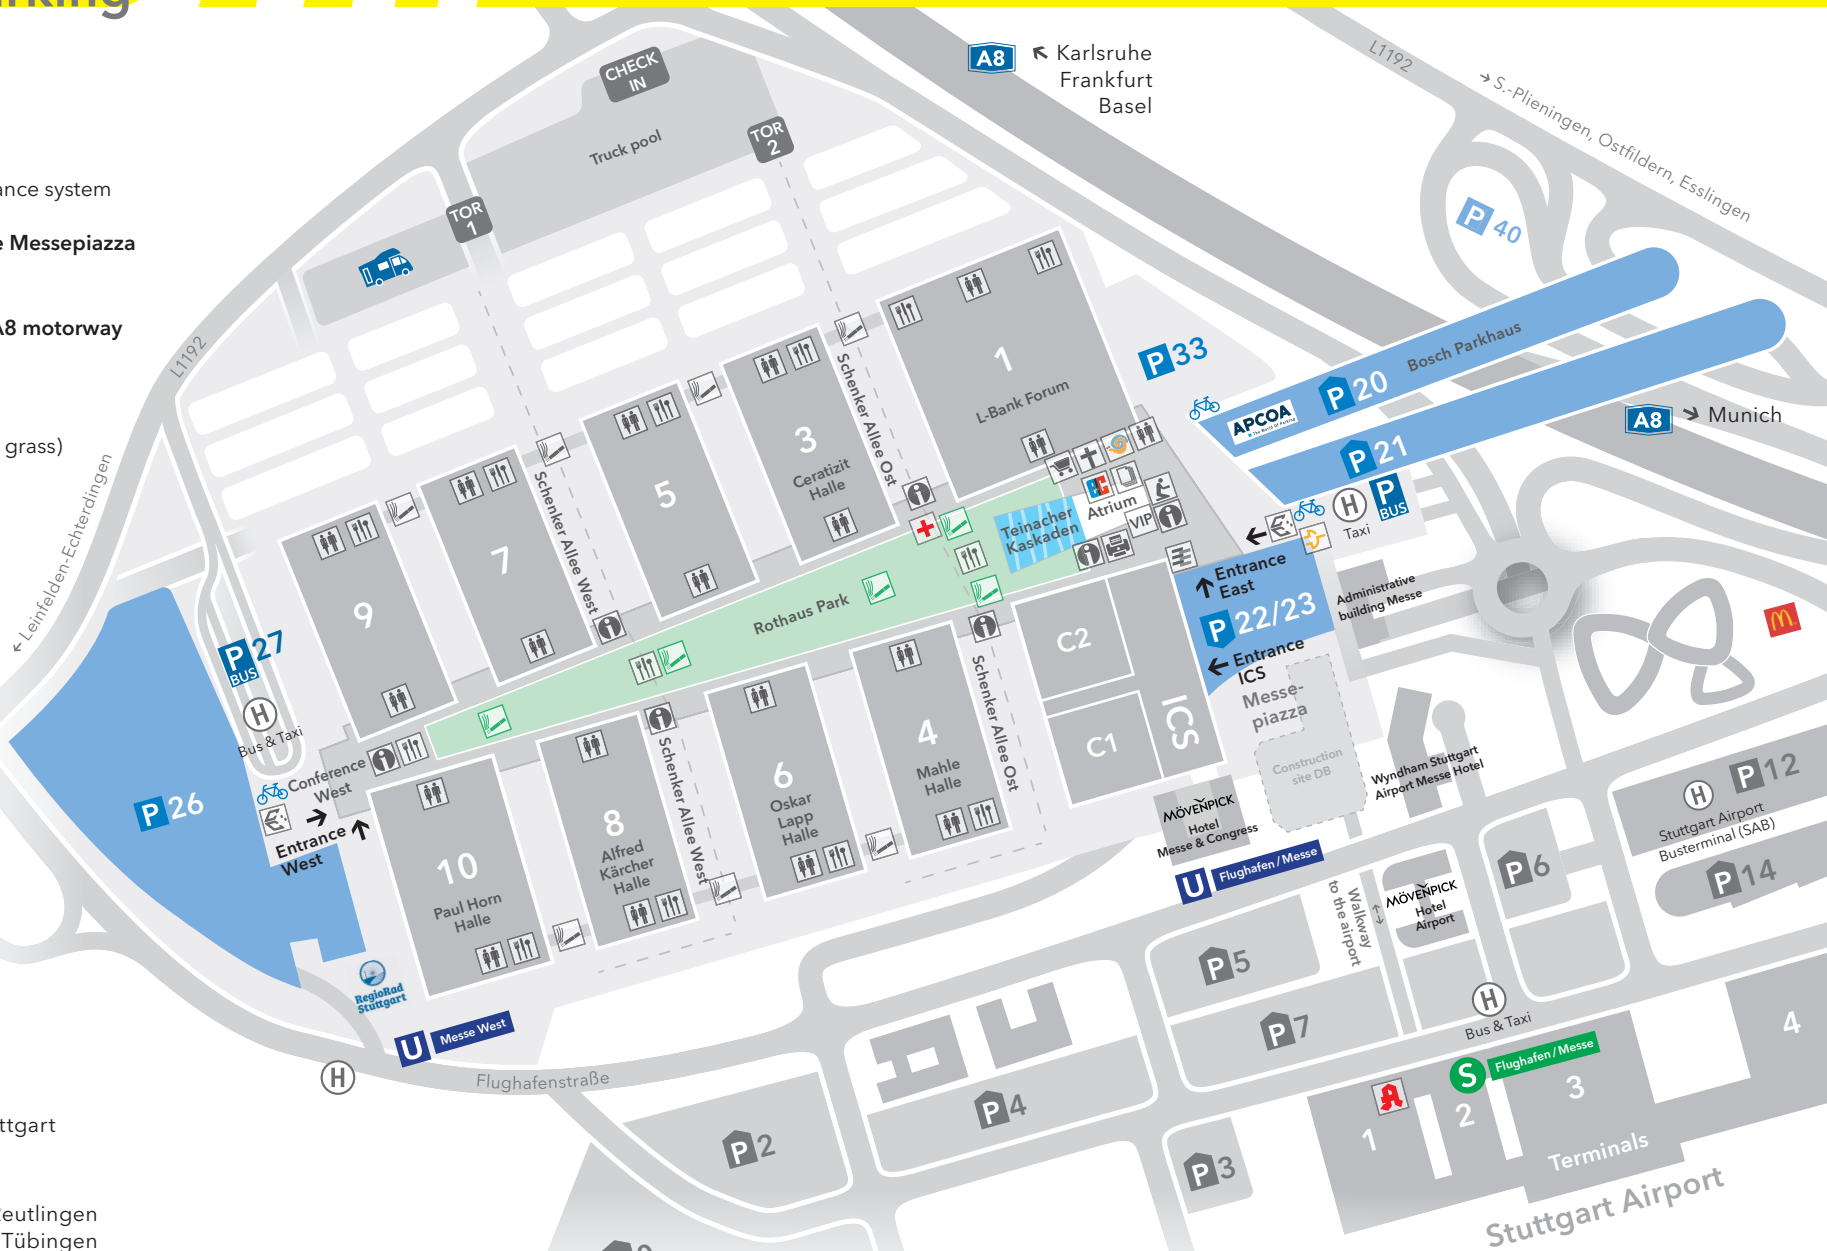 A8
Karlsruhe
Frankfurt
Basel
L1192
S.-Plieningen, Ostfildern, Esslingen
CHECK
IN
Truck pool
TOR
2
TOR
1
ance system
Messepiazza
A8 motorway
grass)
L1192
Leinfelden-Echterdingen
P 40
Bosch Parkhaus
P 20
APCOA
P 33
P 21
A8
Munich
1
L-Bank Forum
3
Ceratizit
Halle
5
7
9
Schenker Allee Ost
Schenker Allee West
Atrium
VIP
EC
Teinacher
Kaskaden
H
Taxi
P
BUS
Entrance
East
P 22/23
Entrance
ICS
Administrative
building Messe
Messe-
piazza
Construction
site DB
Rothaus Park
C2
C1
ICS
P 27
BUS
H
Bus & Taxi
Conference
West
Entrance
West
P 26
10
Paul Horn
Halle
8
Alfred
Kärcher
Halle
6
Oskar
Lapp
Halle
4
Mahle
Halle
Schenker Allee West
Schenker Allee Ost
Wyndham Stuttgart
Airport Messe Hotel
MÖVENPICK
Hotel
Messe & Congress
U Flughafen/Messe
H
P 12
Stuttgart Airport
Busterminal (SAB)
P 14
P 6
MÖVENPICK
Hotel
Airport
Walkway
to the airport
P 5
P 7
H
Bus & Taxi
S Flughafen/Messe
RegioRad
Stuttgart
U Messe West
H
Flughafenstraße
P 2
P 4
P 3
1
2
3
4
Terminals
Stuttgart Airport
ttgart
Reutlingen
Tübingen